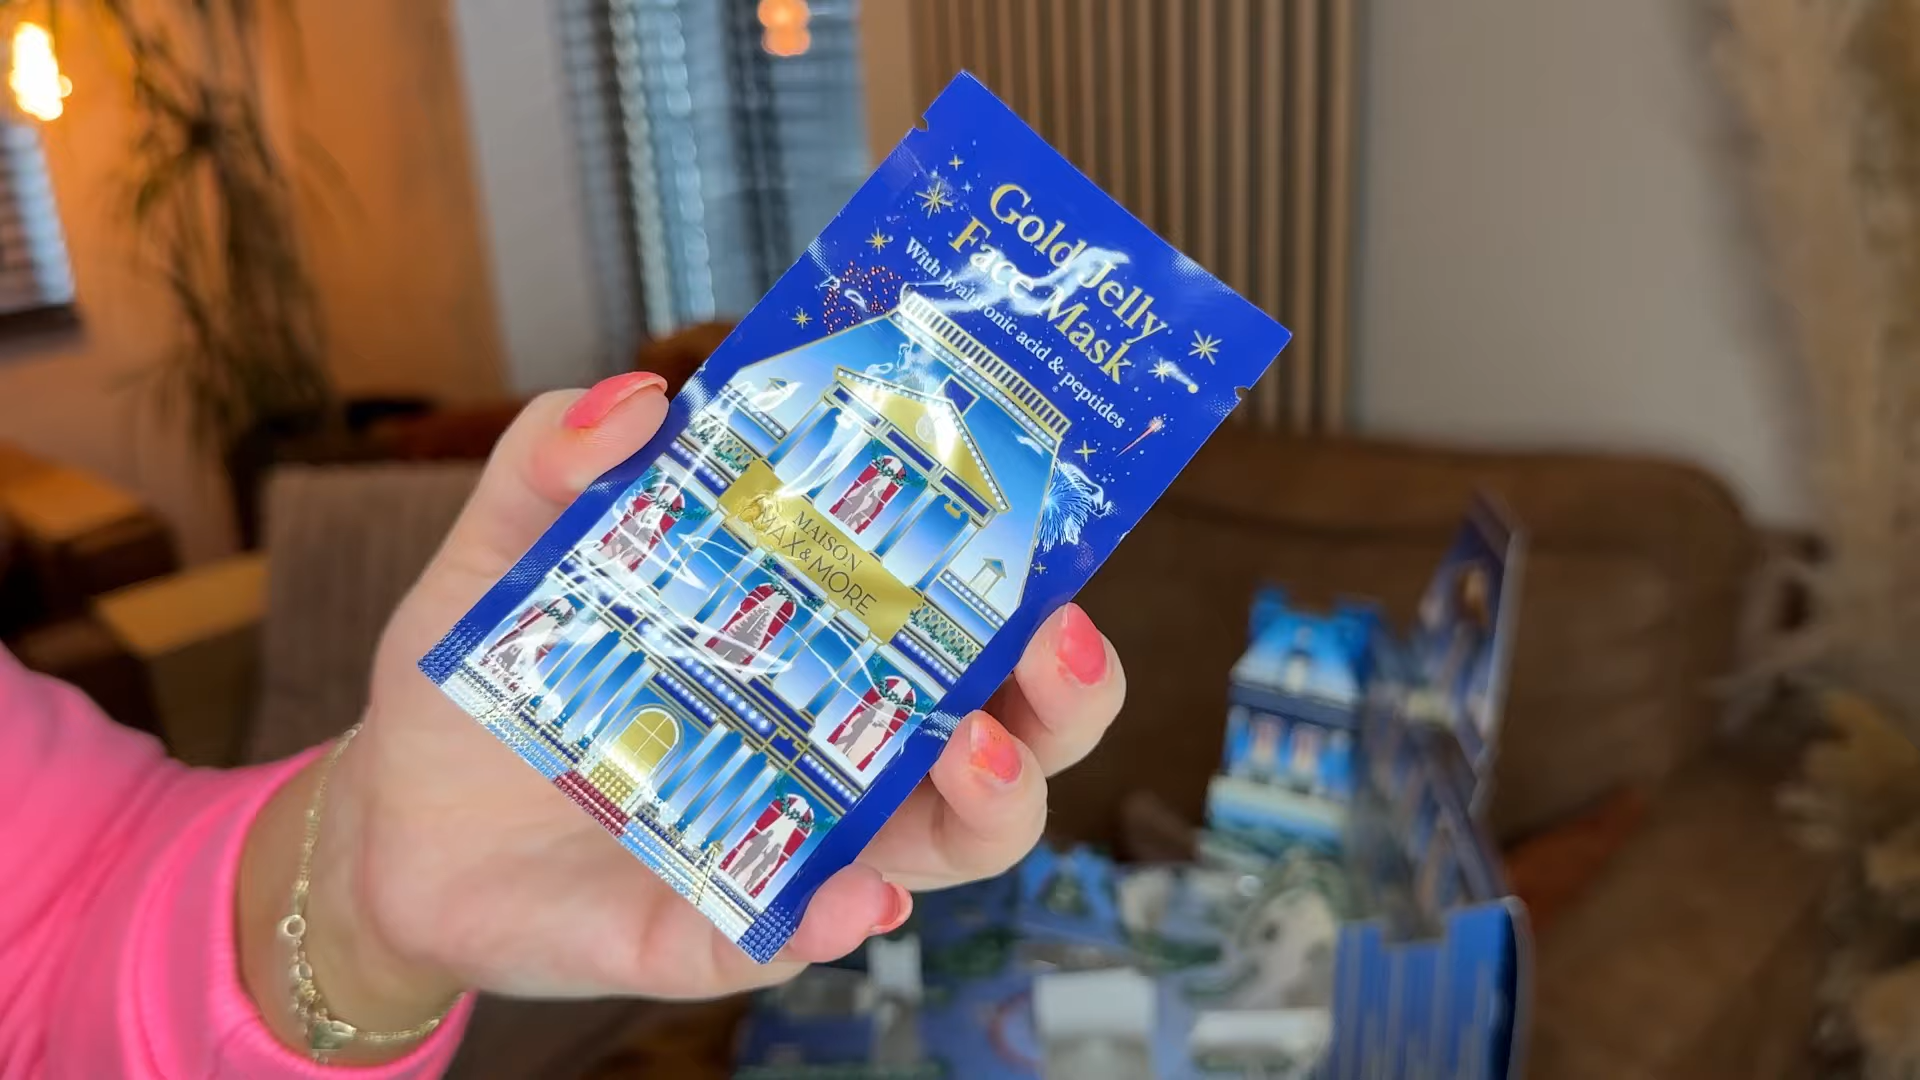 Gold Jelly
Face Mask
With hyaluronic acid & peptides
MAISON
MAX & MORE